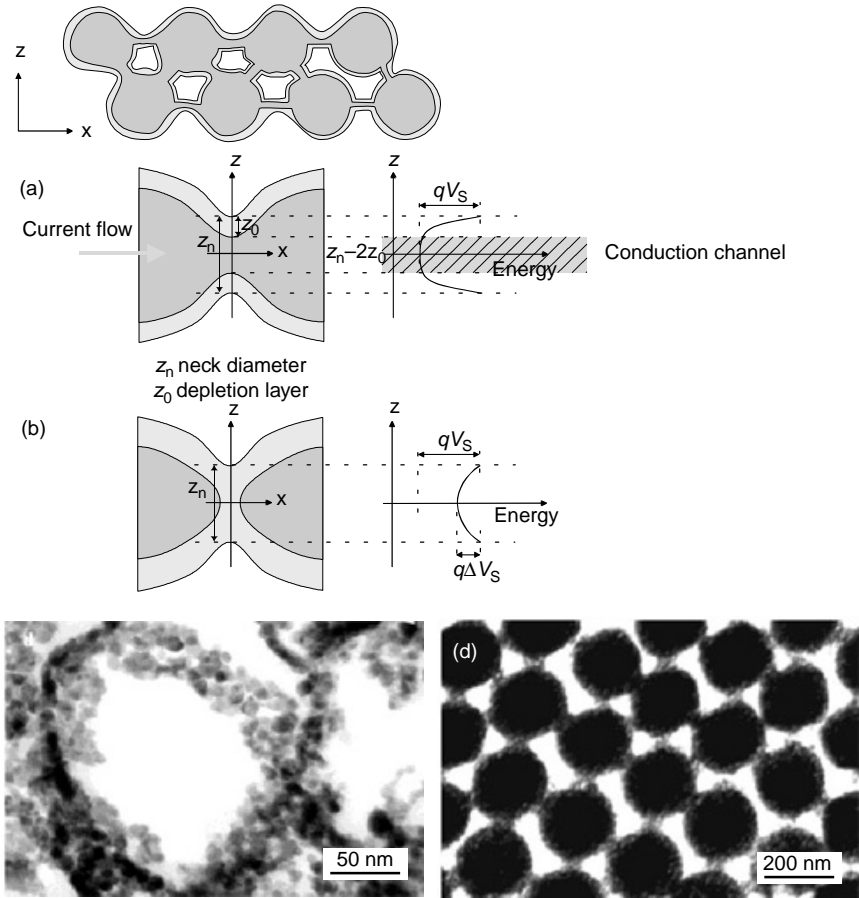 z
x
(a)
z
z
qV_S
Current flow
z_0
z_n
x
z_n–2z_0
Energy
Conduction channel
z_n neck diameter
z_0 depletion layer
(b)
z
z
qV_S
z_n
x
Energy
qΔV_S
(d)
50 nm
200 nm